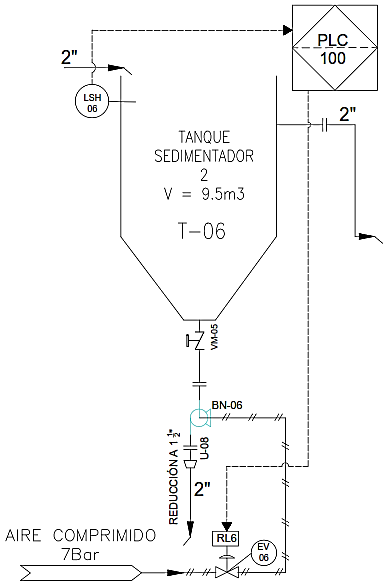 PLC
100
2"
LSH
06
2"
TANQUE
SEDIMENTADOR
2
V = 9.5m3
T-06
VM-05
BN-06
REDUCCIÓN A 1 1/2"
U-08
2"
RL6
EV
06
AIRE COMPRIMIDO
7Bar